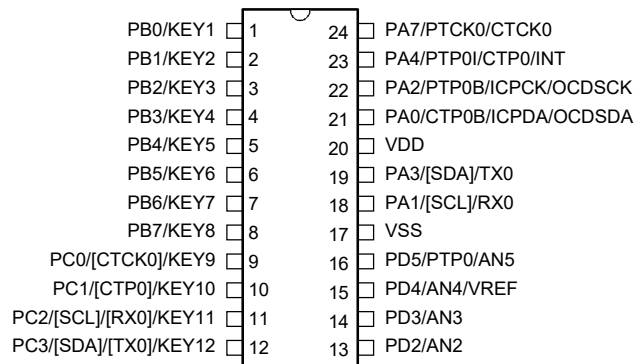 PB0/KEY1 1 24 PA7/PTCK0/CTCK0
PB1/KEY2 2 23 PA4/PTP0I/CTP0/INT
PB2/KEY3 3 22 PA2/PTP0B/ICPCK/OCDSCK
PB3/KEY4 4 21 PA0/CTP0B/ICPDA/OCDSDA
PB4/KEY5 5 20 VDD
PB5/KEY6 6 19 PA3/[SDA]/TX0
PB6/KEY7 7 18 PA1/[SCL]/RX0
PB7/KEY8 8 17 VSS
PC0/[CTCK0]/KEY9 9 16 PD5/PTP0/AN5
PC1/[CTP0]/KEY10 10 15 PD4/AN4/VREF
PC2/[SCL]/[RX0]/KEY11 11 14 PD3/AN3
PC3/[SDA]/[TX0]/KEY12 12 13 PD2/AN2